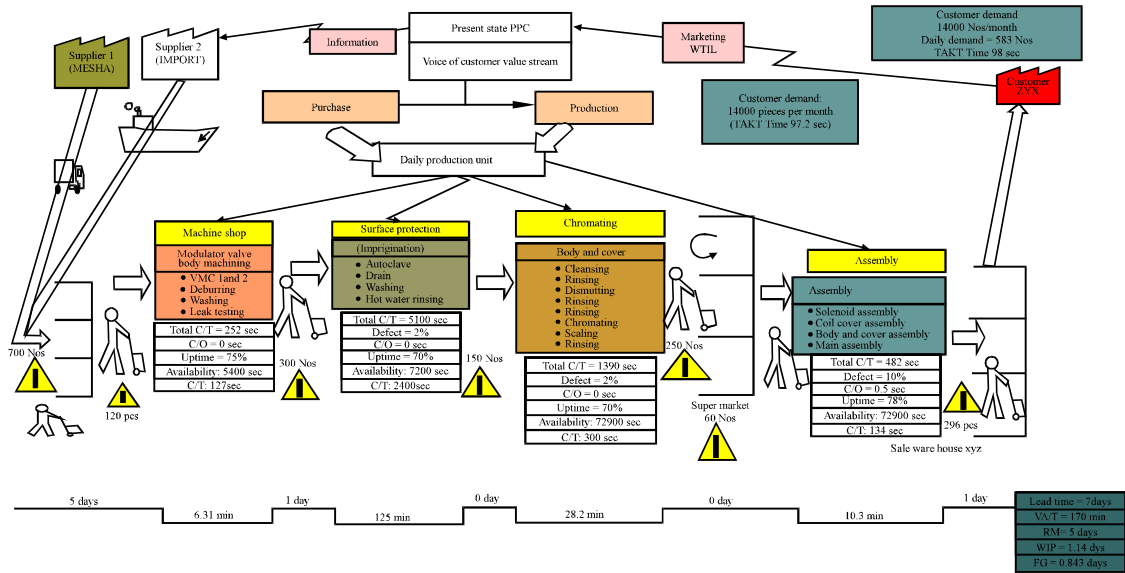 Customer demand
14000 Nos/month
Daily demand = 583 Nos
TAKT Time 98 sec
Supplier 1
(MESHA)
Supplier 2
(IMPORT)
Information
Present state PPC
Voice of customer value stream
Marketing
WTIL
Customer
ZYX
Purchase
Production
Customer demand:
14000 pieces per month
(TAKT Time 97.2 sec)
Daily production unit
Machine shop
Modulator valve
body machining
• VMC 1and 2
• Deburring
• Washing
• Leak testing
Total C/T = 252 sec
C/O = 0 sec
Uptime = 75%
Availability: 5400 sec
C/T: 127sec
Surface protection
(Imprigination)
• Autoclave
• Drain
• Washing
• Hot water rinsing
Total C/T = 5100 sec
Defect = 2%
C/O = 0 sec
Uptime = 70%
Availability: 7200 sec
C/T: 2400sec
Chromating
Body and cover
• Cleansing
• Rinsing
• Dismutting
• Rinsing
• Rinsing
• Chromating
• Scaling
• Rinsing
Total C/T = 1390 sec
Defect = 2%
C/O = 0 sec
Uptime = 70%
Availability: 72900 sec
C/T: 300 sec
Assembly
Assembly
• Solenoid assembly
• Coil cover assembly
• Body and cover assembly
• Main assembly
Total C/T = 482 sec
Defect = 10%
C/O = 0.5 sec
Uptime = 78%
Availability: 72900 sec
C/T: 134 sec
700 Nos
120 pcs
300 Nos
150 Nos
250 Nos
Super market
60 Nos
296 pcs
Sale ware house xyz
5 days
6.31 min
1 day
125 min
0 day
28.2 min
0 day
10.3 min
1 day
Lead time = 7days
VA/T = 170 min
RM= 5 days
WIP = 1.14 dys
FG = 0.843 days